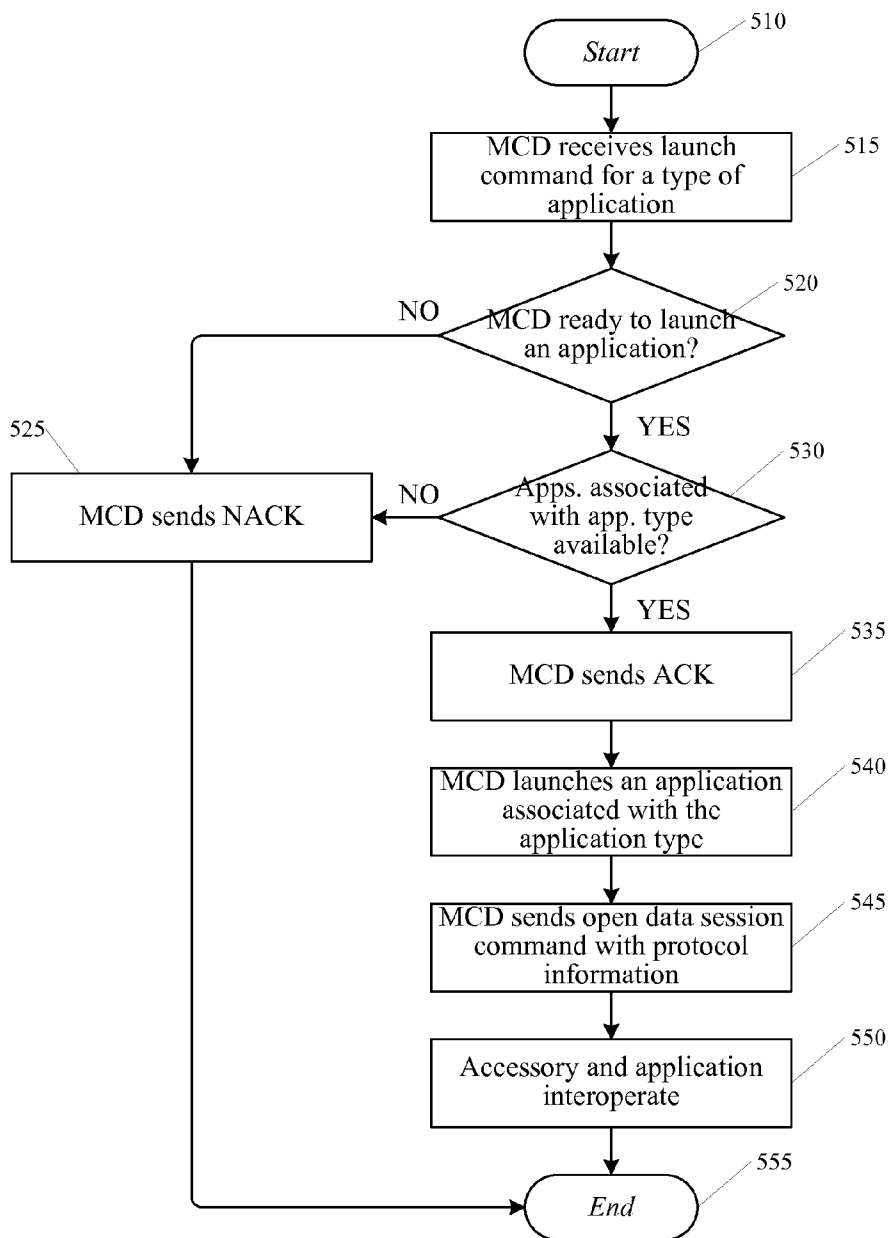 510
Start
515
MCD receives launch
command for a type of
application
520
NO
MCD ready to launch
an application?
YES
525
530
NO
MCD sends NACK
Apps. associated
with app. type
available?
YES
535
MCD sends ACK
540
MCD launches an application
associated with the
application type
545
MCD sends open data session
command with protocol
information
550
Accessory and application
interoperate
555
End